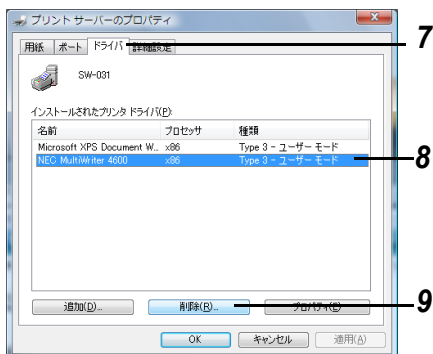 プリント サーバーのプロパティ
用紙 ポート ドライバ 詳細設定 7
SW-031
インストールされたプリンタ ドライバ(P):
名前 プロセッサ 種類
Microsoft XPS Document W... x86 Type 3 - ユーザー モード
NEC MultiWriter 4600 x86 Type 3 - ユーザー モード 8
追加(D)... 削除(R)... プロパティ(E) 9
OK キャンセル 適用(A)